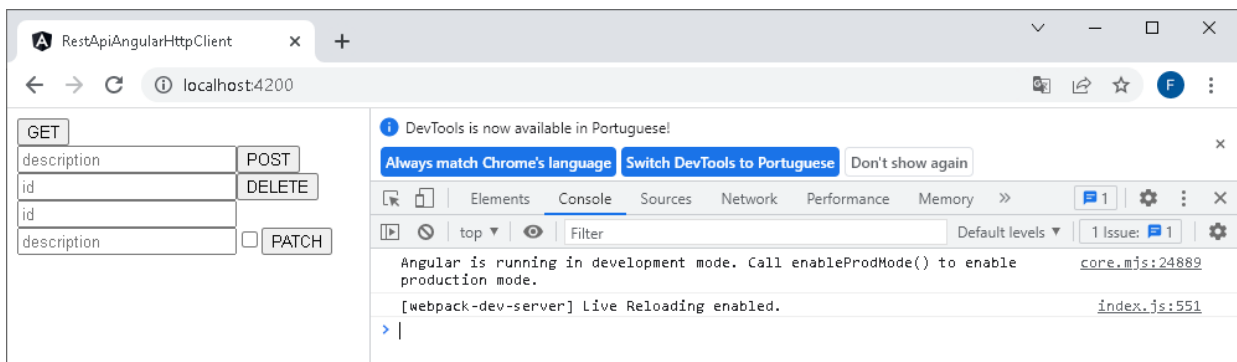 RestApiAngularHttpClient
localhost:4200
F
GET
description POST
id DELETE
id
description PATCH
DevTools is now available in Portuguese!
Always match Chrome's language Switch DevTools to Portuguese Don't show again
Elements Console Sources Network Performance Memory 1
top Filter Default levels 1 Issue: 1
Angular is running in development mode. Call enableProdMode() to enable core.mjs:24889
production mode.
[webpack-dev-server] Live Reloading enabled. index.js:551